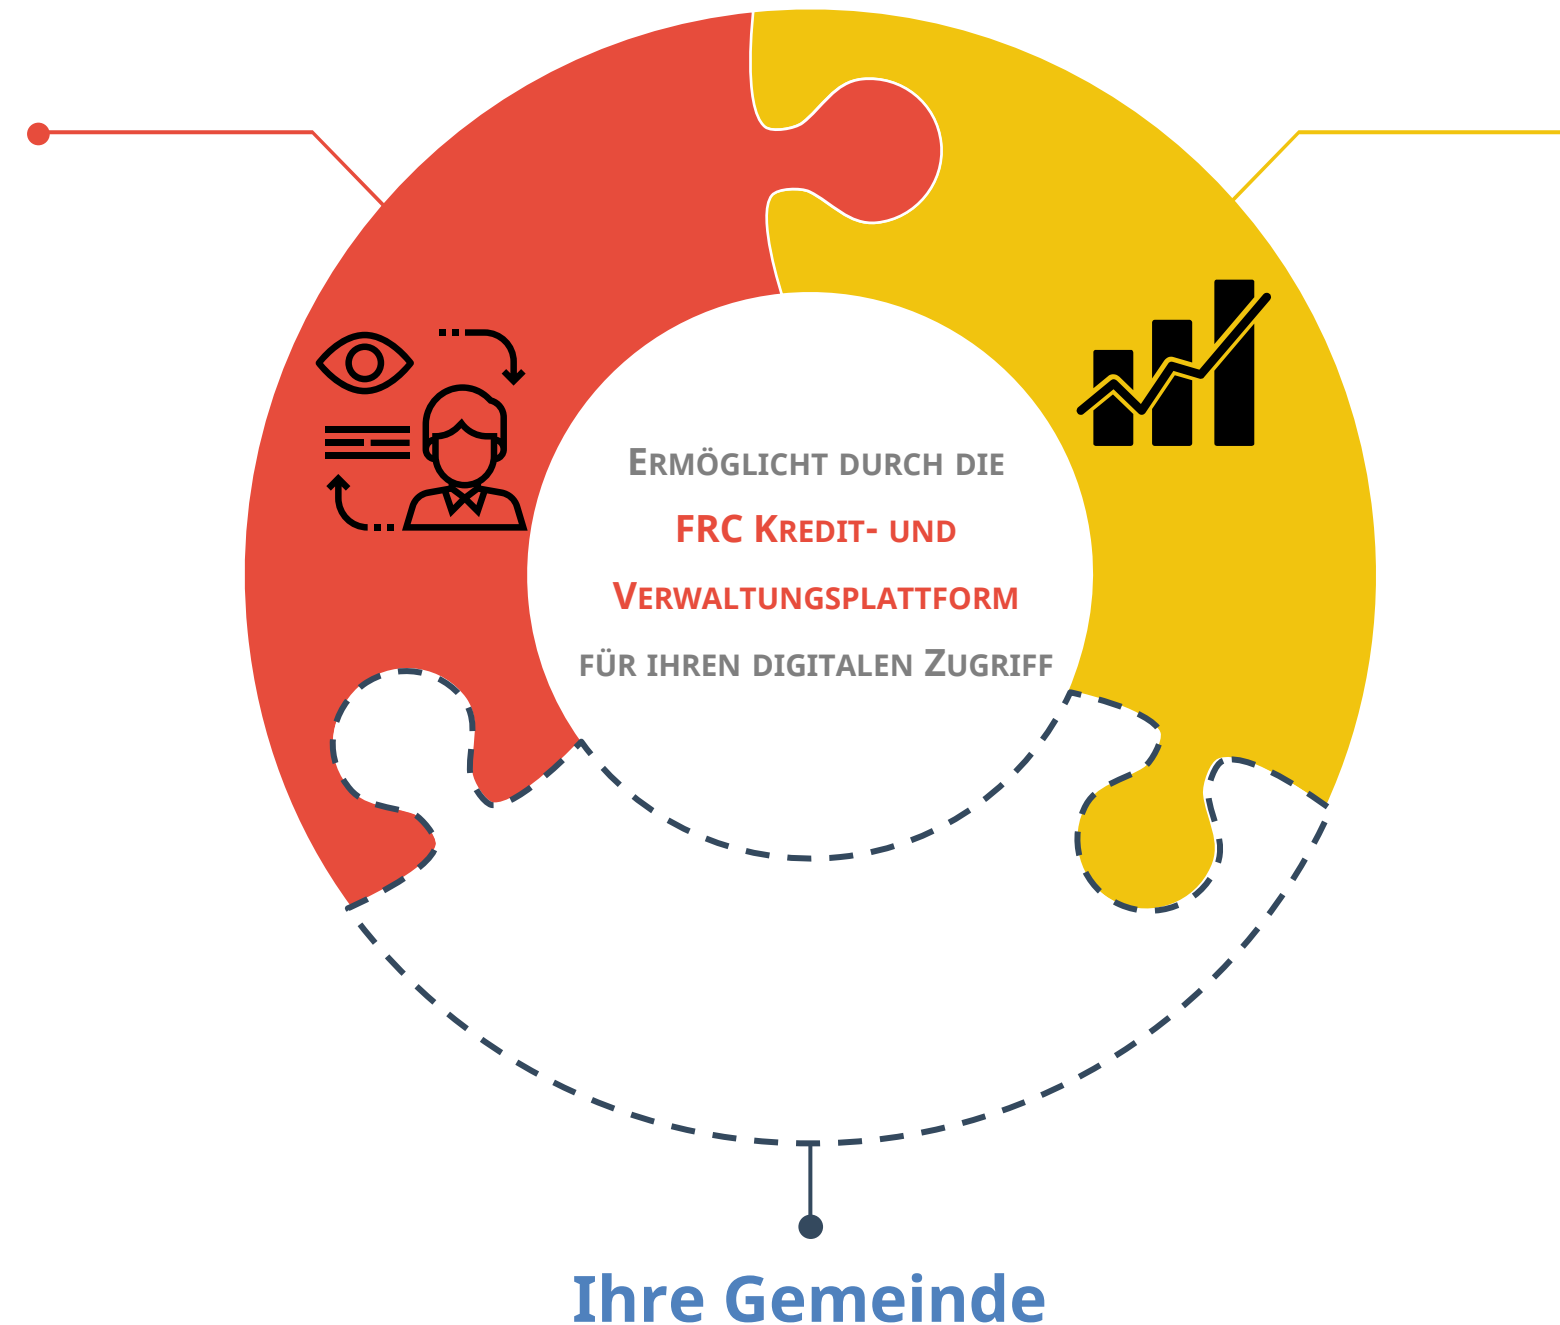 Ermöglicht durch die
FRC Kredit- und
Verwaltungsplattform
für ihren digitalen Zugriff
Ihre Gemeinde